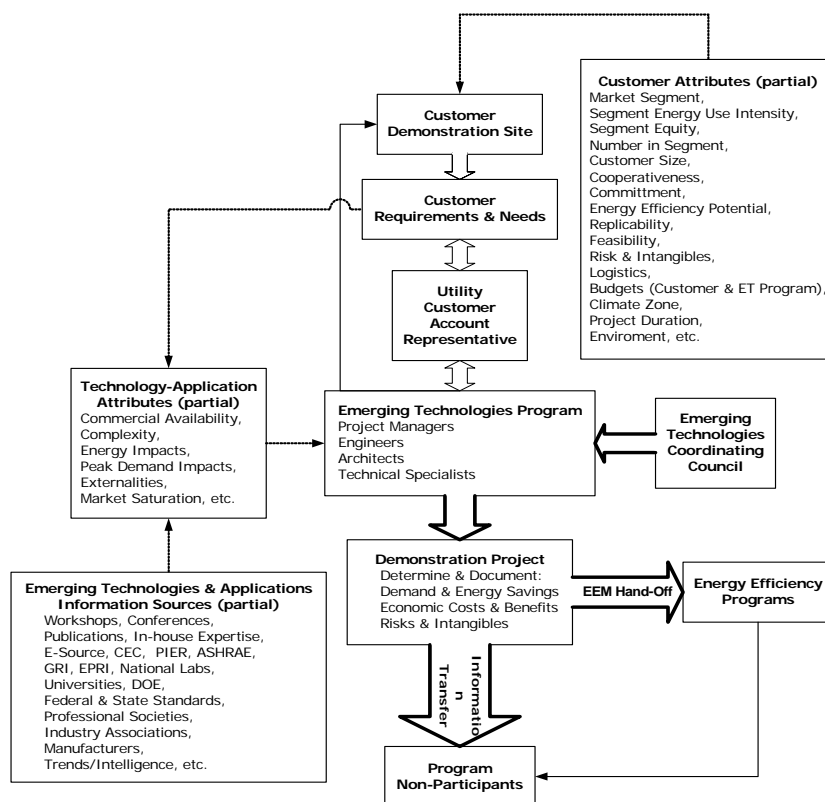 Customer
Demonstration Site
Customer Attributes (partial)
Market Segment,
Segment Energy Use Intensity,
Segment Equity,
Number in Segment,
Customer Size,
Cooperativeness,
Committment,
Energy Efficiency Potential,
Replicability,
Feasibility,
Risk & Intangibles,
Logistics,
Budgets (Customer & ET Program),
Climate Zone,
Project Duration,
Enviroment, etc.
Customer
Requirements & Needs
Utility
Customer
Account
Representative
Technology-Application
Attributes (partial)
Commercial Availability,
Complexity,
Energy Impacts,
Peak Demand Impacts,
Externalities,
Market Saturation, etc.
Emerging Technologies Program
Project Managers
Engineers
Architects
Technical Specialists
Emerging
Technologies
Coordinating
Council
Emerging Technologies & Applications
Information Sources (partial)
Workshops, Conferences,
Publications, In-house Expertise,
E-Source, CEC, PIER, ASHRAE,
GRI, EPRI, National Labs,
Universities, DOE,
Federal & State Standards,
Professional Societies,
Industry Associations,
Manufacturers,
Trends/Intelligence, etc.
Demonstration Project
Determine & Document:
Demand & Energy Savings
Economic Costs & Benefits
Risks & Intangibles
EEM Hand-Off
Energy Efficiency
Programs
Informatio
n
Transfer
Program
Non-Participants